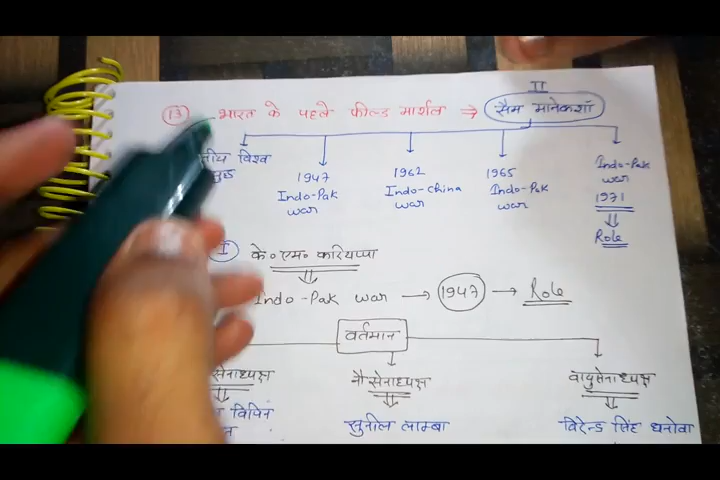 II
13 भारत के पहले फील्ड मार्शल ⇒ सैम मानेकशॉ
तीय विश्व
युद्ध
1947
Indo-Pak
war
1962
Indo-china
war
1965
Indo-Pak
war
Indo-Pak
war
1971
Role
I के॰ एम॰ करियप्पा
Indo-Pak war → 1947 → Role
वर्तमान
सेनाध्यक्ष
नौ सेनाध्यक्ष
वायुसेनाध्यक्ष
विपिन
सुनील लाम्बा
विरेन्द्र सिंह धनोवा